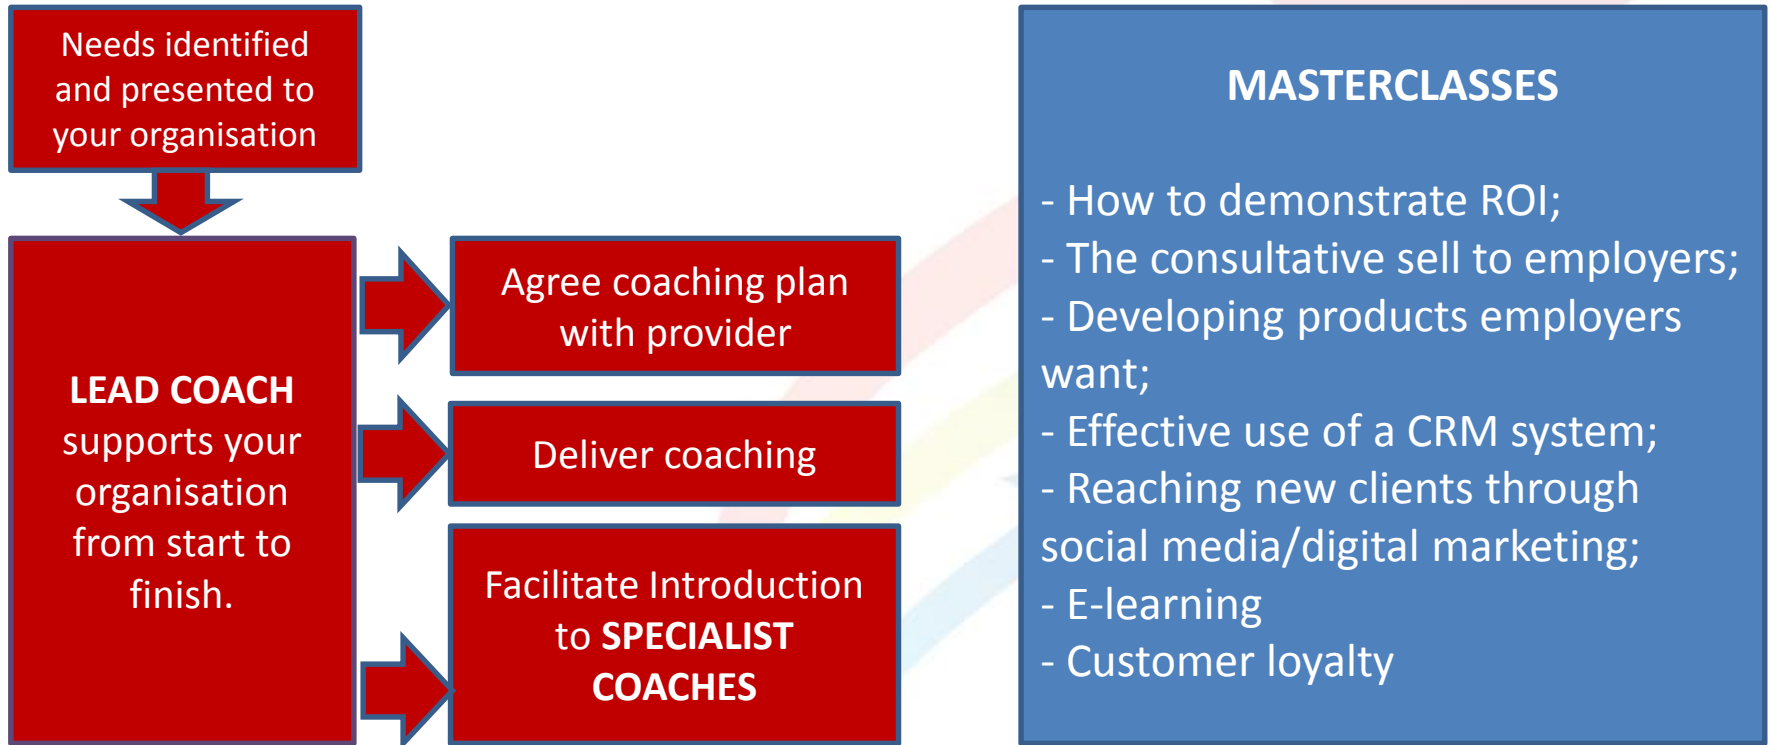 Needs identified
and presented to
your organisation
LEAD COACH
supports your
organisation
from start to
finish.
Agree coaching plan
with provider
Deliver coaching
Facilitate Introduction
to SPECIALIST
COACHES
MASTERCLASSES
- How to demonstrate ROI;
- The consultative sell to employers;
- Developing products employers
want;
- Effective use of a CRM system;
- Reaching new clients through
social media/digital marketing;
- E-learning
- Customer loyalty